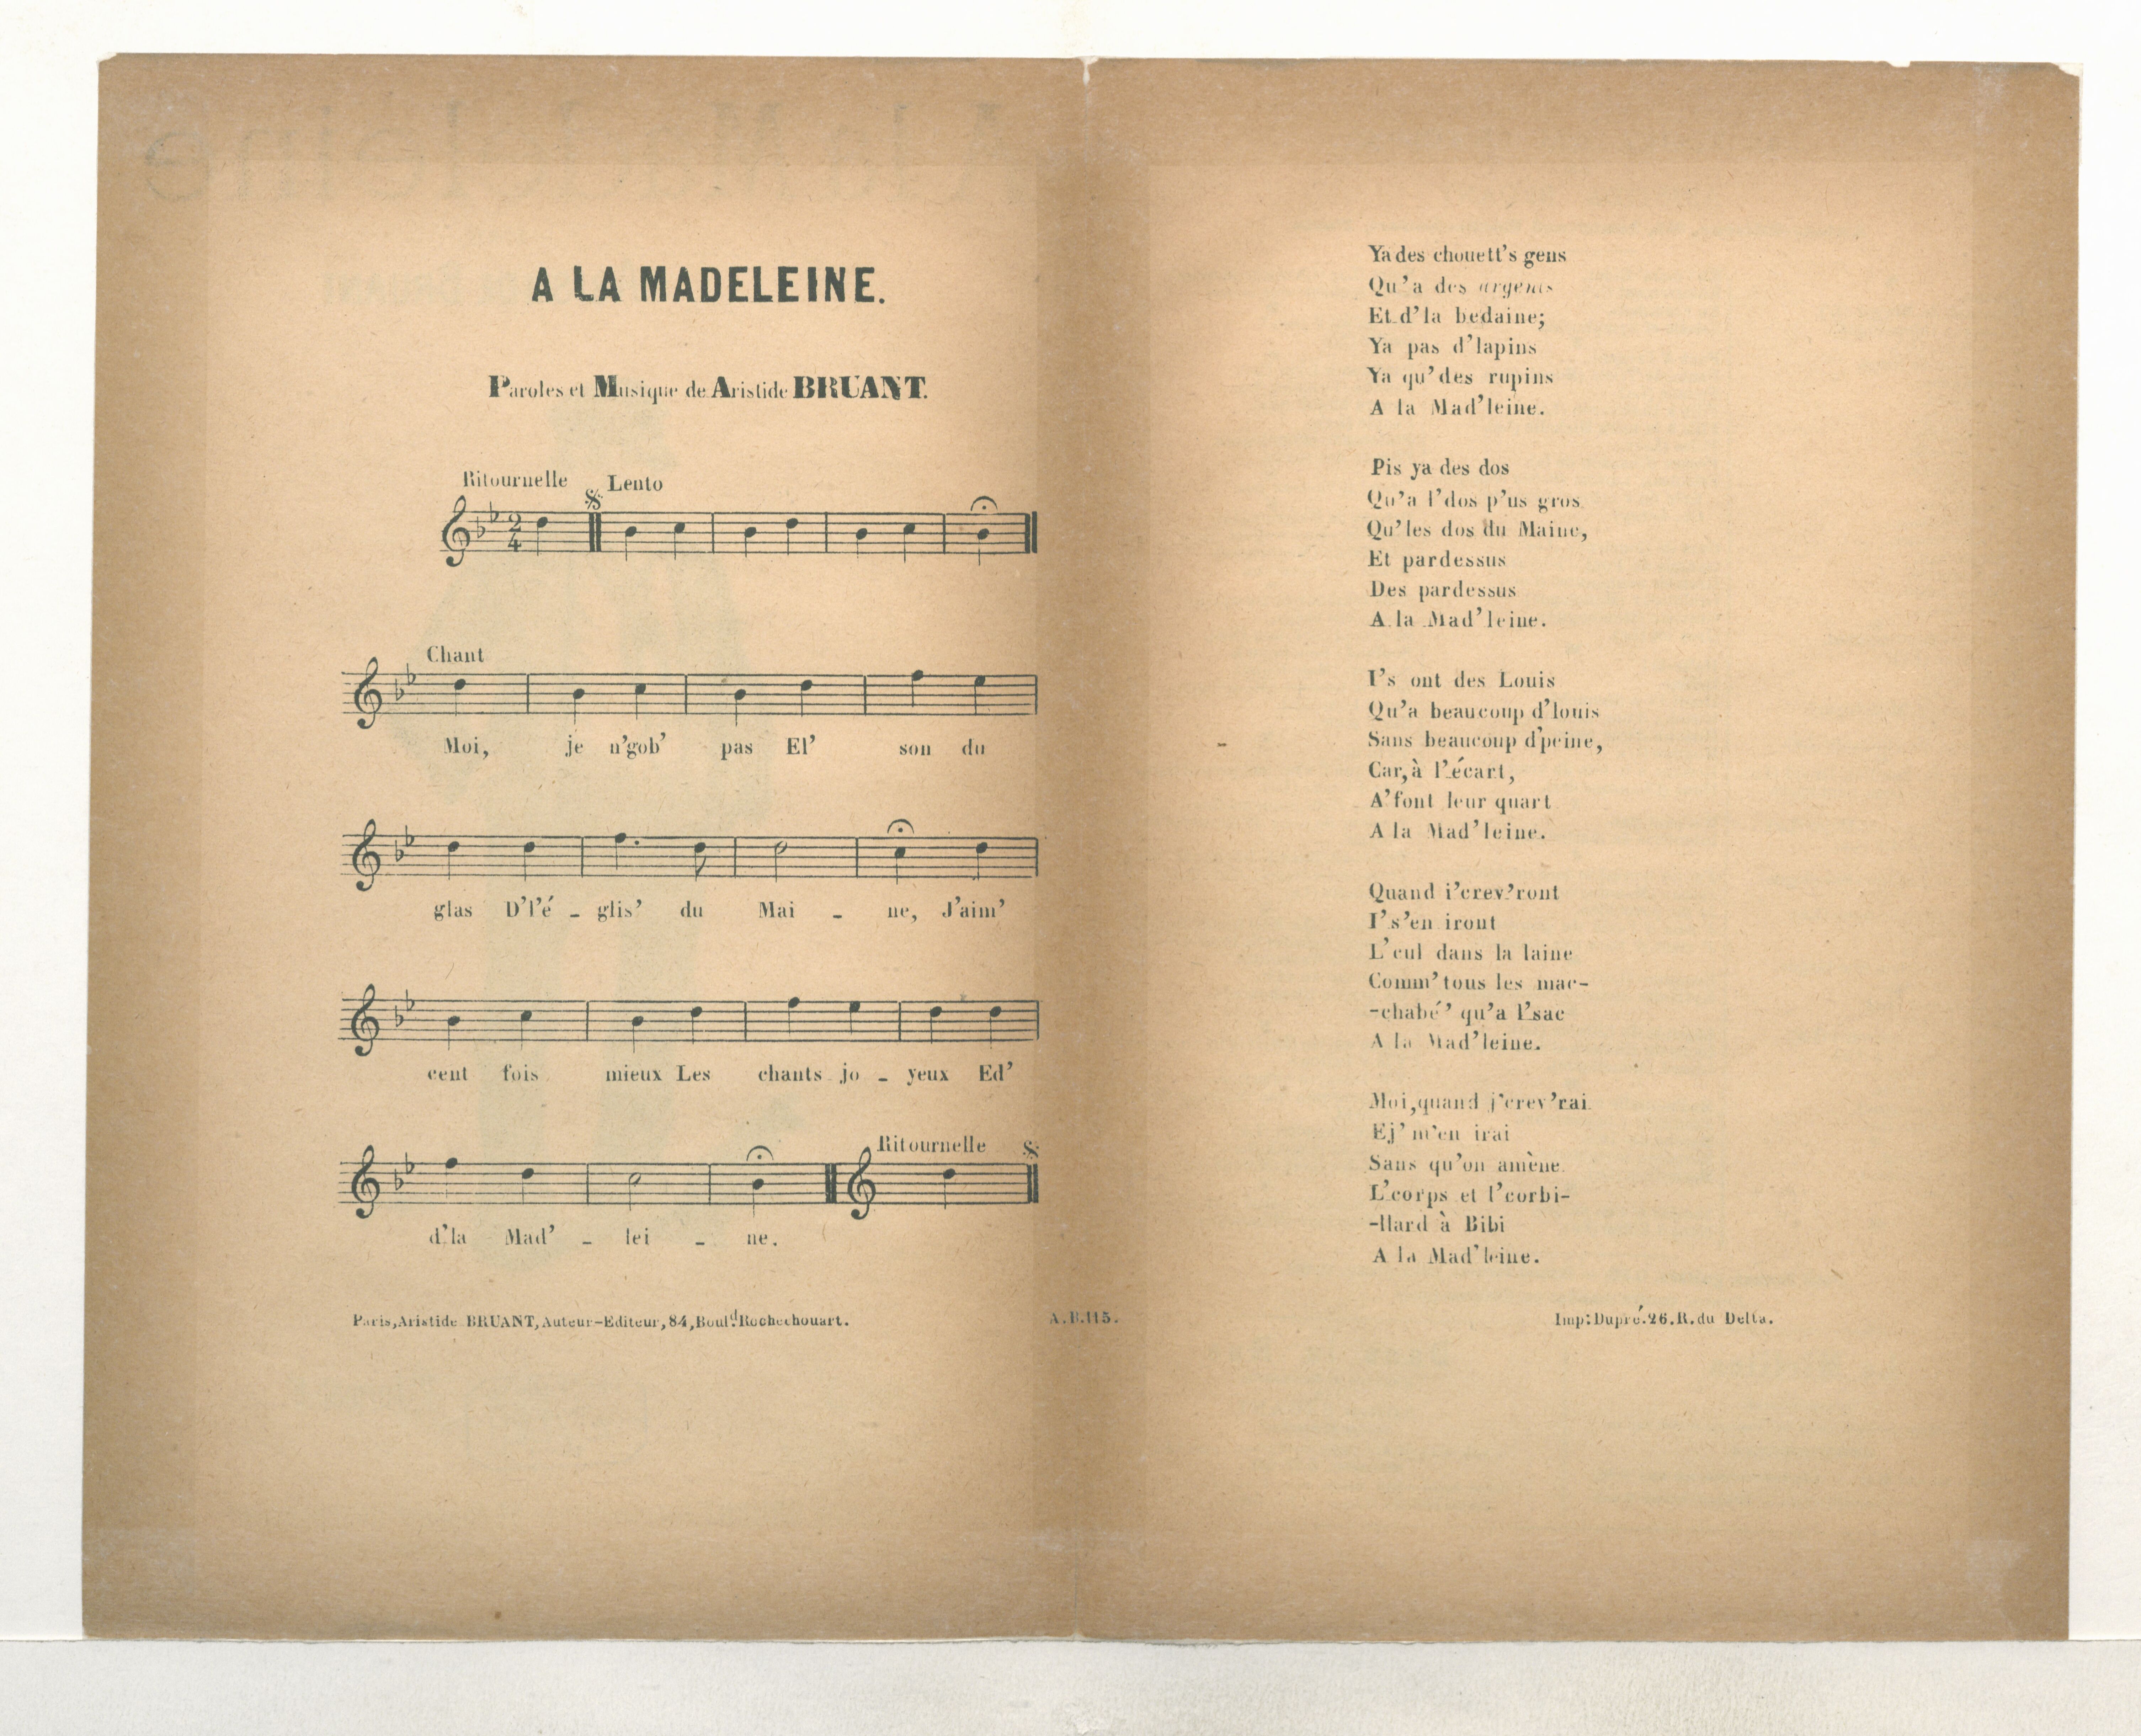 A LA MADELEINE.
Paroles et Musique de Aristide BRUANT.
Ritournelle Lento
Chant
Moi, je n'gob' pas El' son du
glas D'l'é - glis' du Mai - ne, J'aim'
cent fois mieux Les chants jo - yeux Ed'
Ritournelle
d'la Mad' - lei - ne.
Paris, Aristide BRUANT, Auteur-Editeur, 84, Boul.d Rochechouart.
A.B.115.
Ya des chouett's gens
Qu'a des argents
Et d'la bedaine;
Ya pas d'lapins
Ya qu'des rupins
A la Mad'leine.
Pis ya des dos
Qu'a l'dos p'us gros
Qu'les dos du Maine,
Et pardessus
Des pardessus
A la Mad'leine.
I's ont des Louis
Qu'a beaucoup d'louis
Sans beaucoup d'peine,
Car, à l'écart,
A' font leur quart
A la Mad'leine.
Quand i'crev'ront
I's'en iront
L'cul dans la laine
Comm' tous les mac-
-chabé' qu'a l'sac
A la Mad'leine.
Moi, quand j'crev'rai
Ej' m'en irai
Sans qu'on amène
L'corps et l'corbi-
-llard à Bibi
A la Mad'leine.
Imp: Dupré. 26. R. du Delta.